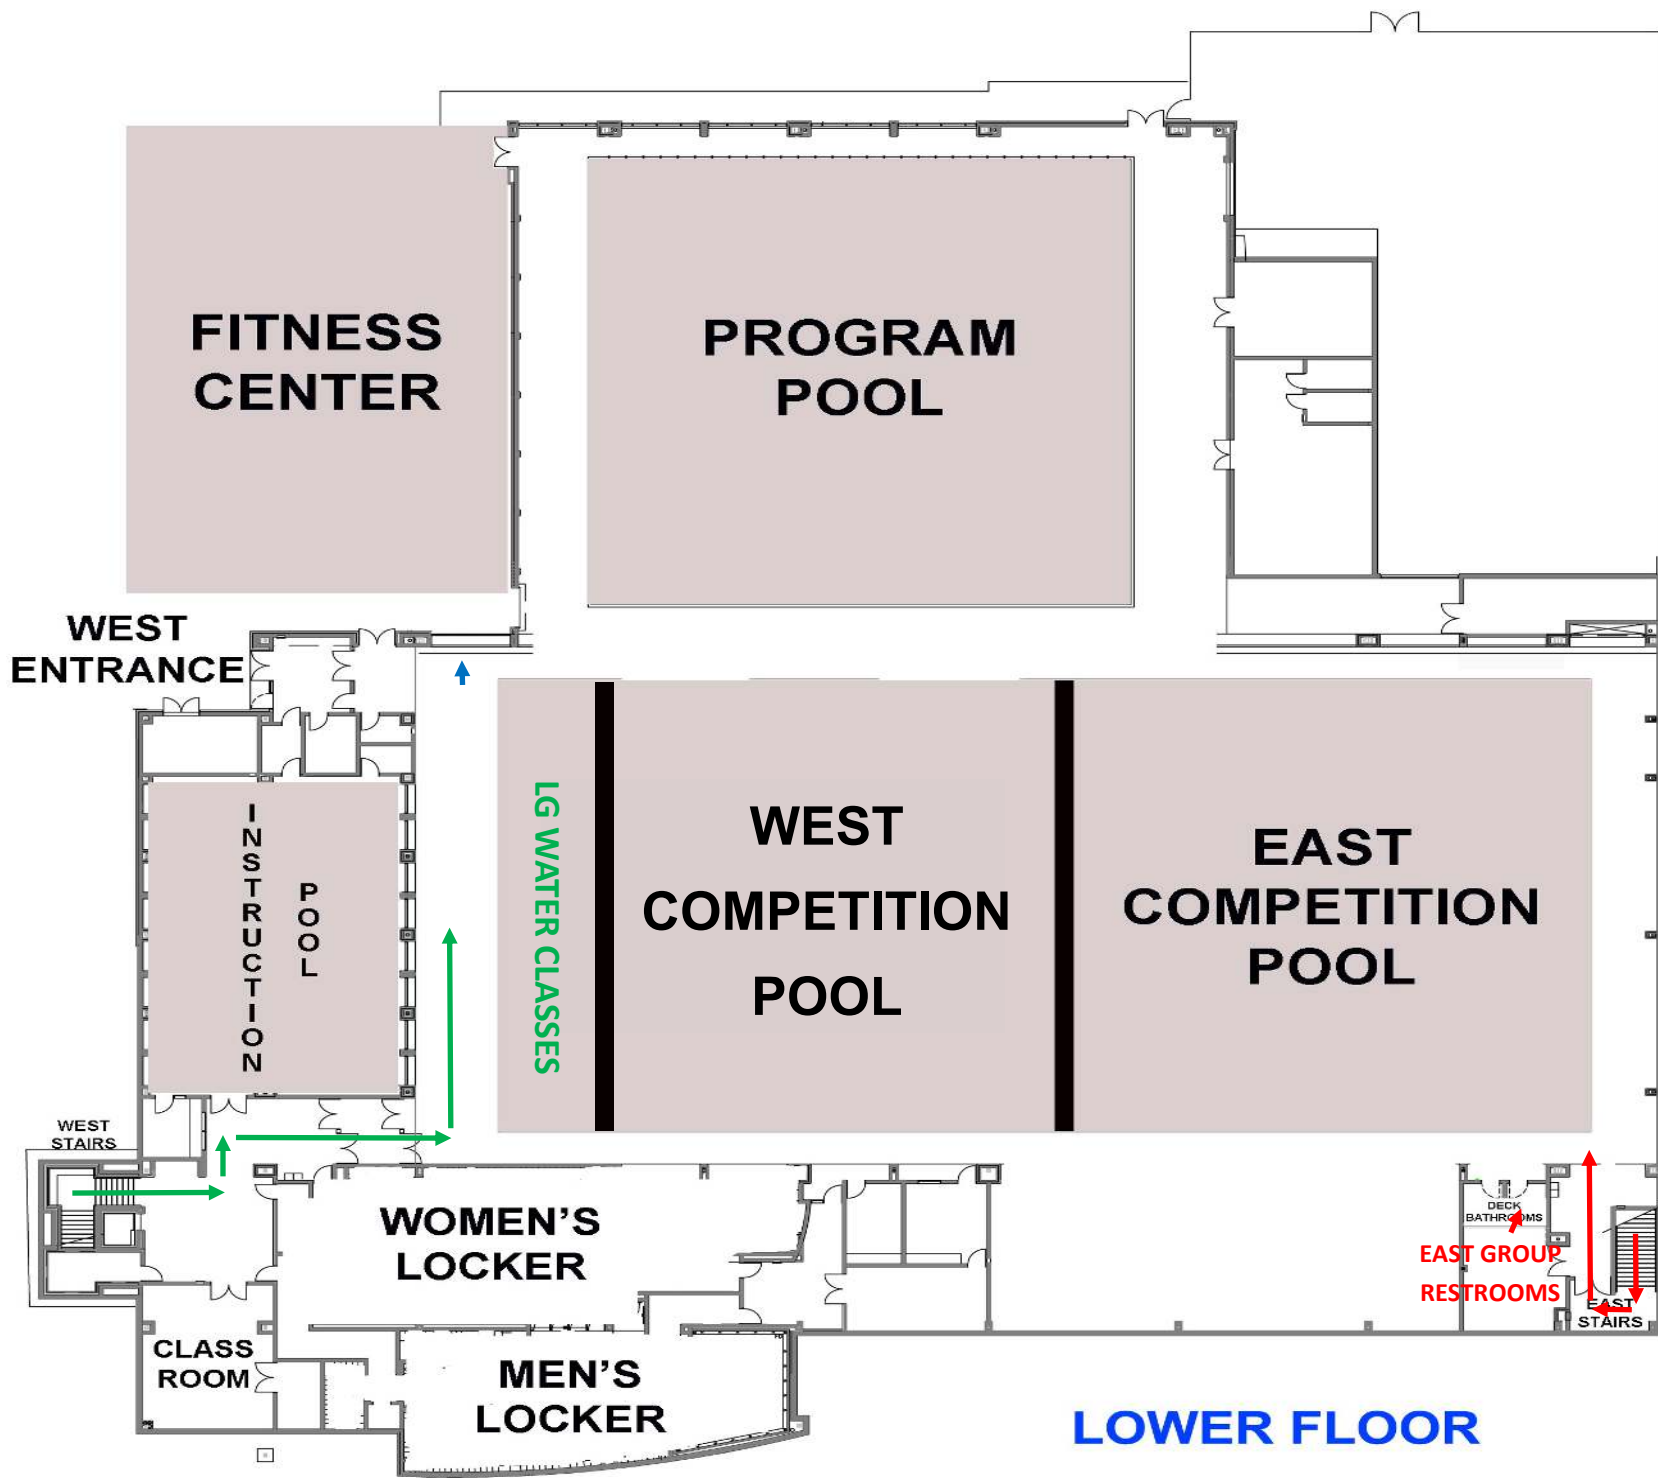 FITNESS
CENTER
PROGRAM
POOL
WEST
ENTRANCE
INSTRUCTION
POOL
LG WATER CLASSES
WEST
COMPETITION
POOL
EAST
COMPETITION
POOL
WEST
STAIRS
WOMEN'S
LOCKER
DECK
BATHROOMS
EAST GROUP
RESTROOMS
EAST
STAIRS
CLASS
ROOM
MEN'S
LOCKER
LOWER FLOOR